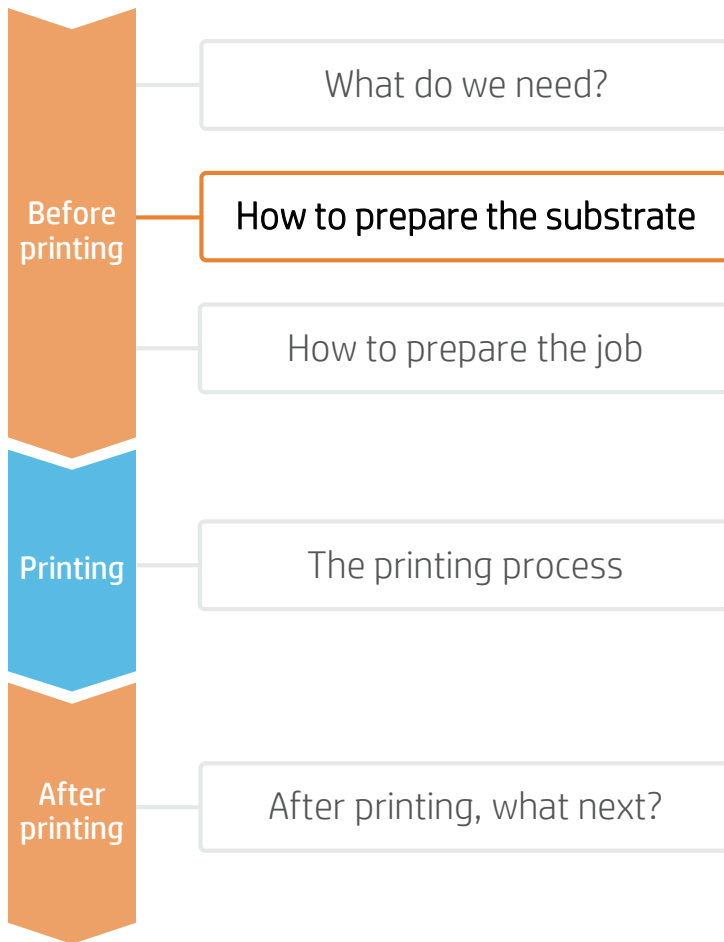 What do we need?
Before
printing
How to prepare the substrate
How to prepare the job
Printing
The printing process
After
printing
After printing, what next?